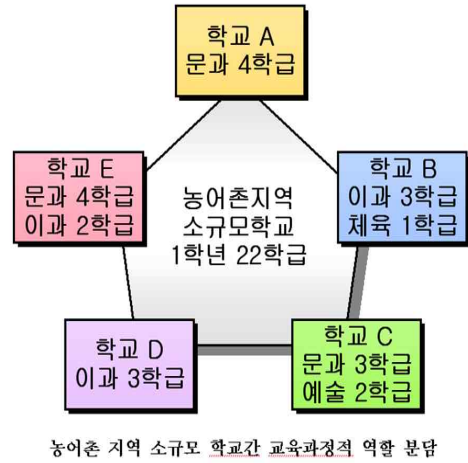 학교 A
문과 4학급
학교 E
문과 4학급
이과 2학급
농어촌지역
소규모학교
1학년 22학급
학교 B
이과 3학급
체육 1학급
학교 D
이과 3학급
학교 C
문과 3학급
예술 2학급
농어촌 지역 소규모 학교간 교육과정적 역할 분담